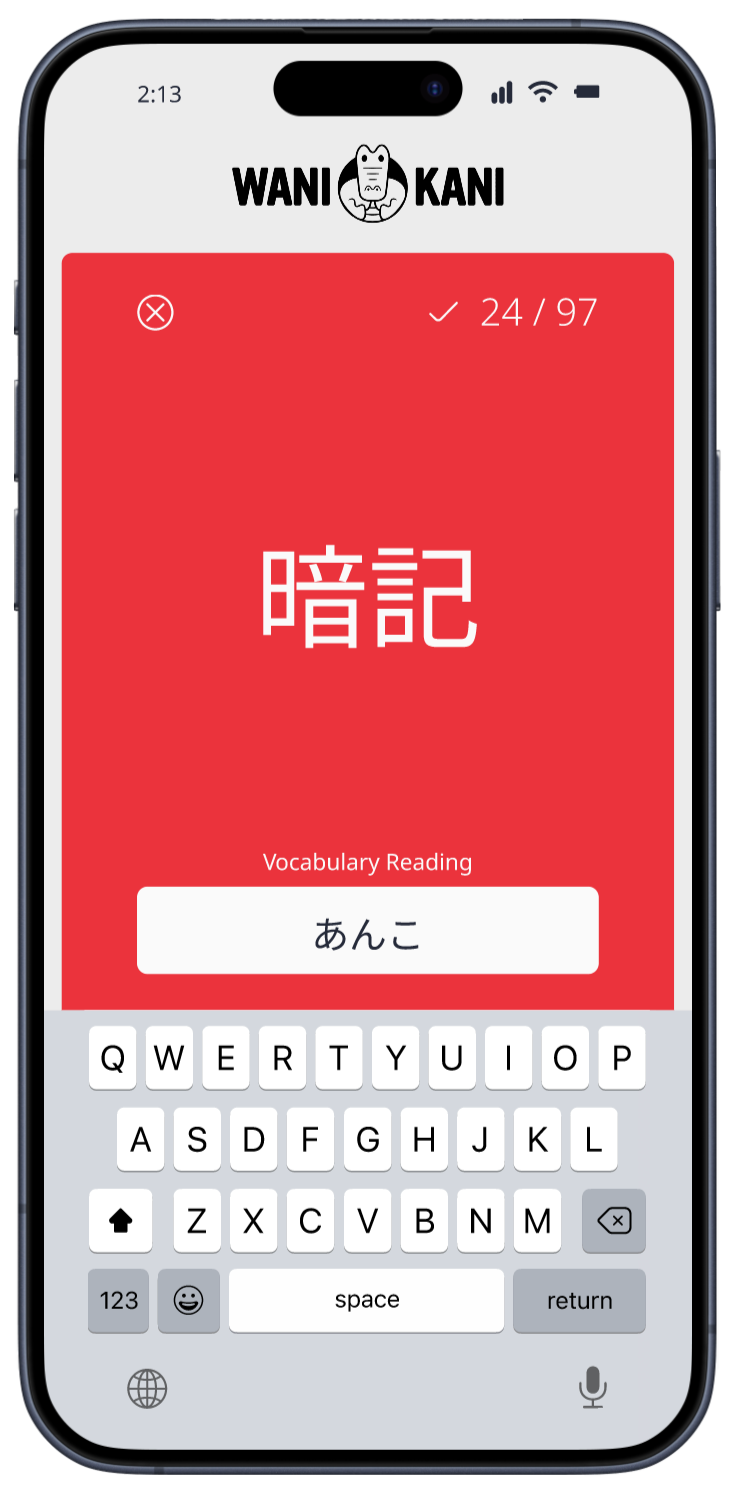 2:13
WANI KANI
24 / 97
暗記
Vocabulary Reading
あんこ
Q W E R T Y U I O P
A S D F G H J K L
Z X C V B N M
123 space return